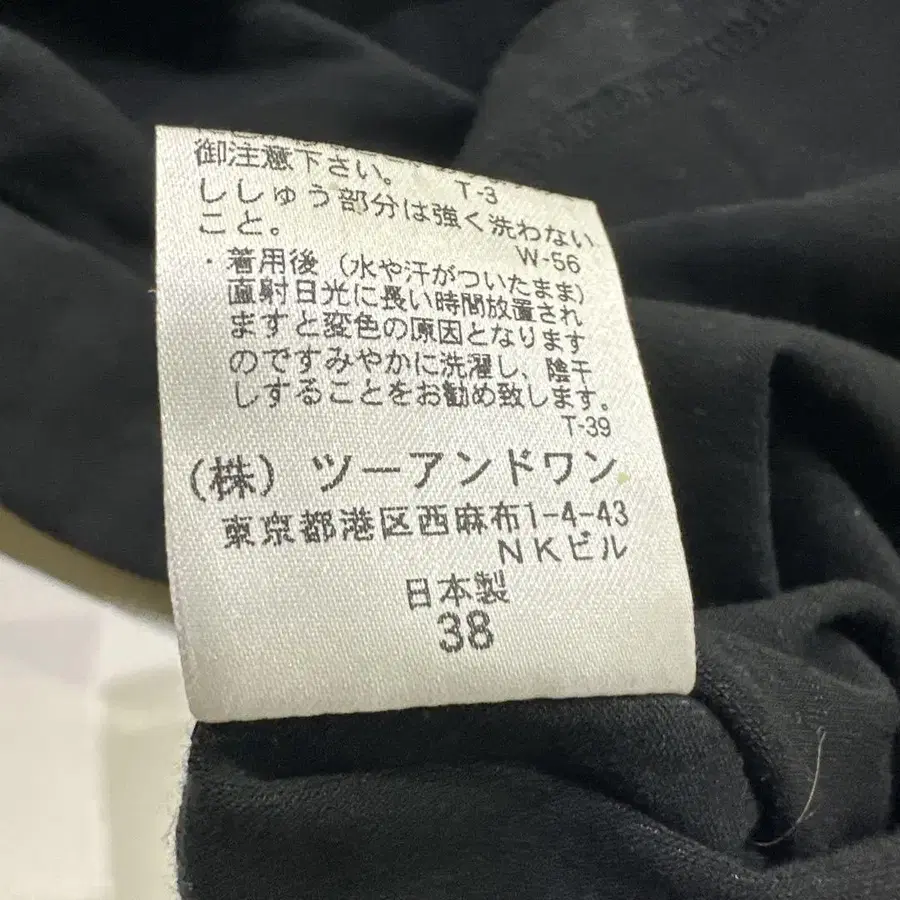 御注意下さい。
T-3
ししゅう部分は強く洗わない
こと。
W-56
・着用後(水や汗がついたまま)
直射日光に長い時間放置され
ますと変色の原因となります
のですみやかに洗濯し、陰干
しすることをお勧め致します。
T-39
(株)ツーアンドワン
東京都港区西麻布1-4-43
NKビル
日本製
38